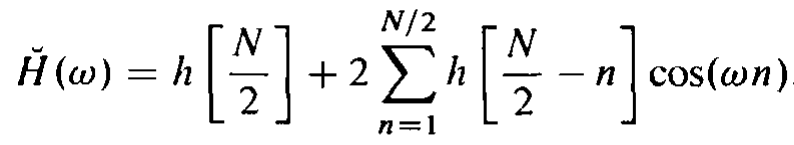 H̆(ω) = h[N/2] + 2 ∑_{n=1}^{N/2} h[N/2 − n] cos(ωn).